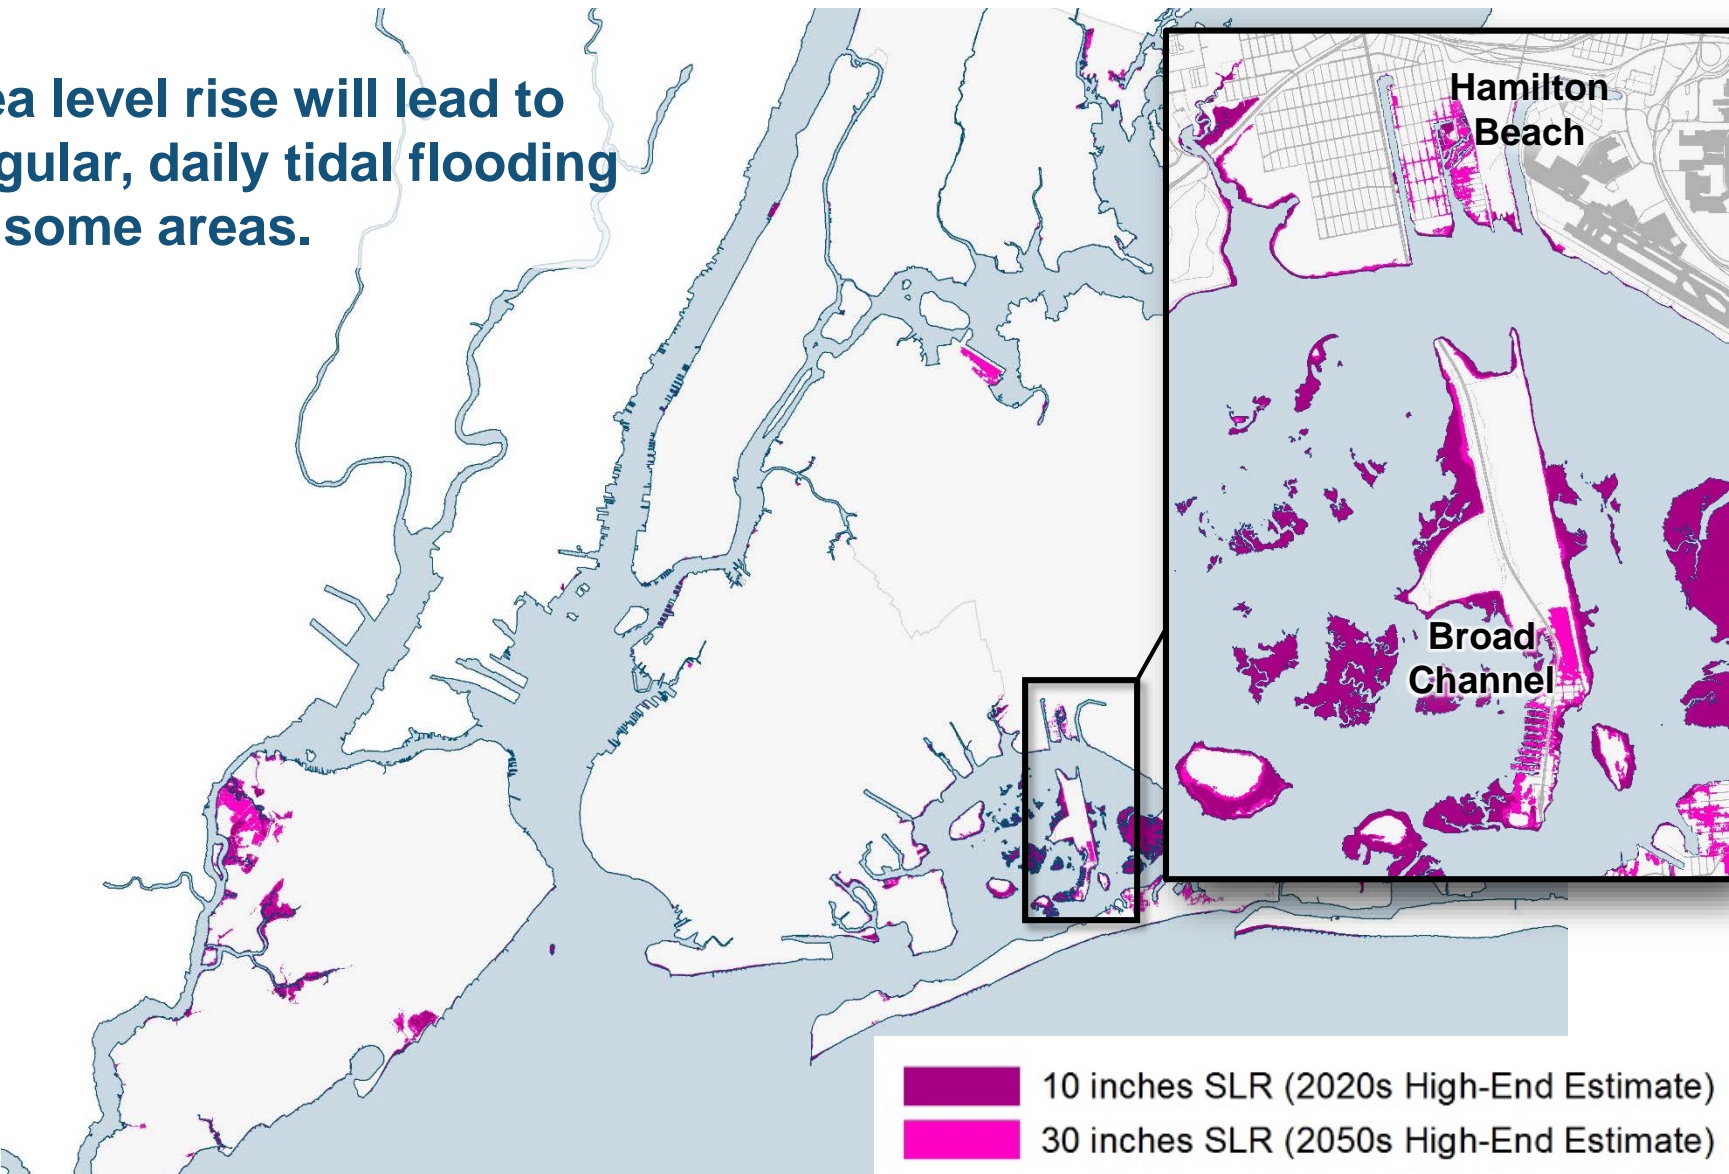 ea level rise will lead to
gular, daily tidal flooding
some areas.
Hamilton
Beach
Broad
Channel
10 inches SLR (2020s High-End Estimate)
30 inches SLR (2050s High-End Estimate)